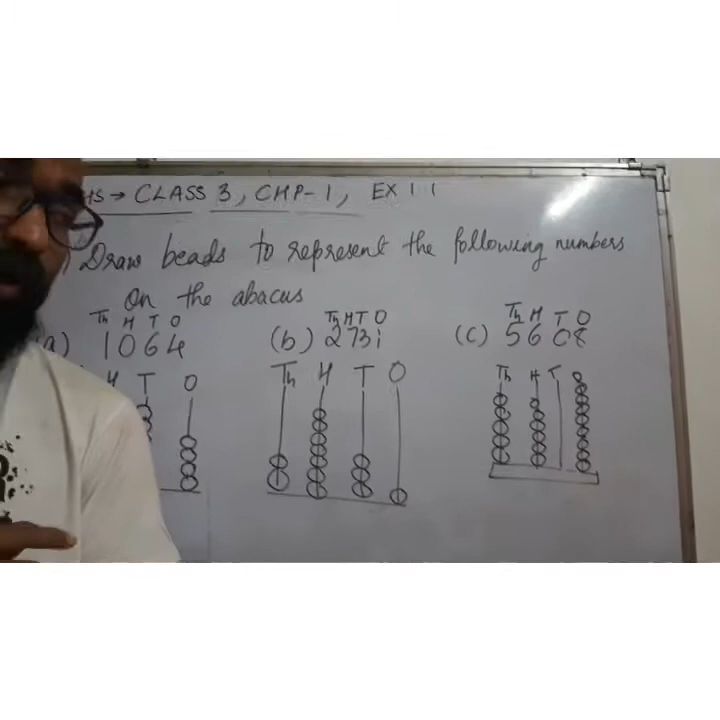 HS → CLASS 3, CHP-1, EX 1 1
) Draw beads to represent the following numbers
on the abacus
Th H T O
a) 1064
H T O
Th H T O
(b) 2731
Th H T O
Th H T O
(c) 5608
Th H T O